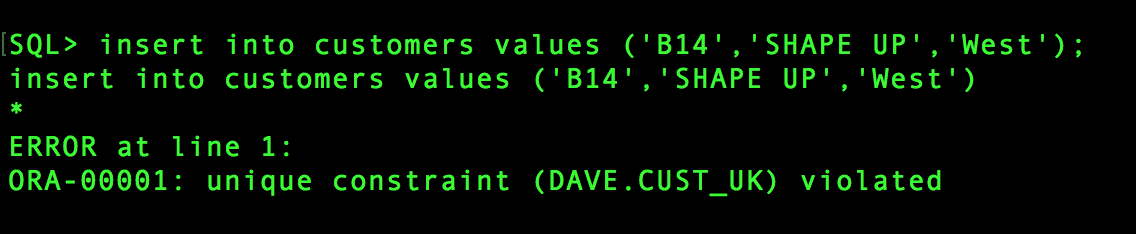 SQL> insert into customers values ('B14','SHAPE UP','West');
insert into customers values ('B14','SHAPE UP','West')
*
ERROR at line 1:
ORA-00001: unique constraint (DAVE.CUST_UK) violated